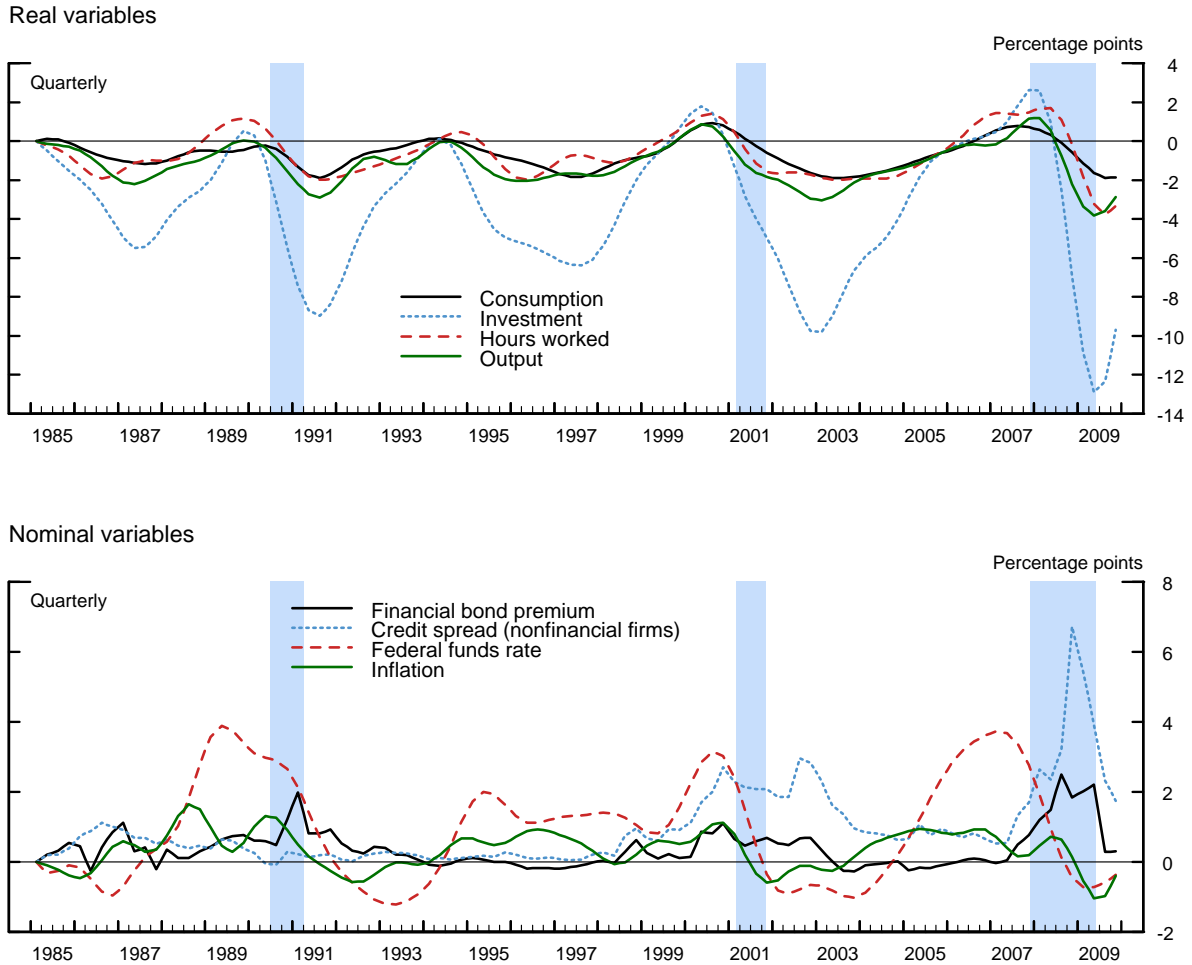 Real variables
Percentage points
Quarterly
4
2
0
-2
-4
-6
-8
-10
-12
-14
Consumption
Investment
Hours worked
Output
1985 1987 1989 1991 1993 1995 1997 1999 2001 2003 2005 2007 2009
Nominal variables
Percentage points
Quarterly
8
6
4
2
0
-2
Financial bond premium
Credit spread (nonfinancial firms)
Federal funds rate
Inflation
1985 1987 1989 1991 1993 1995 1997 1999 2001 2003 2005 2007 2009